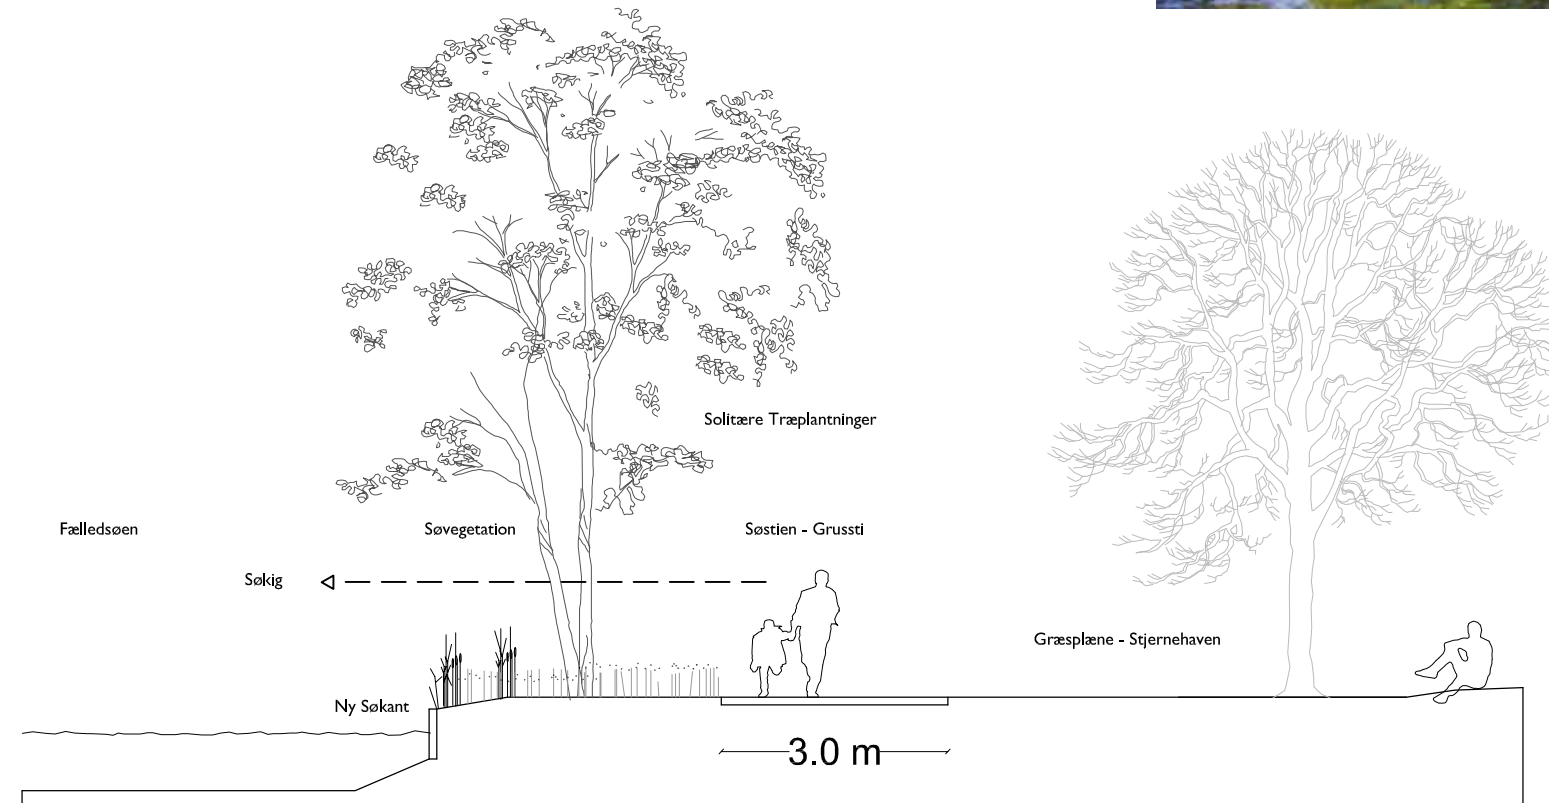 Solitære Træplantninger
Fælledsøen
Søvegetation
Søstien - Grussti
Søkig
Græsplæne - Stjernehaven
Ny Søkant
3.0 m